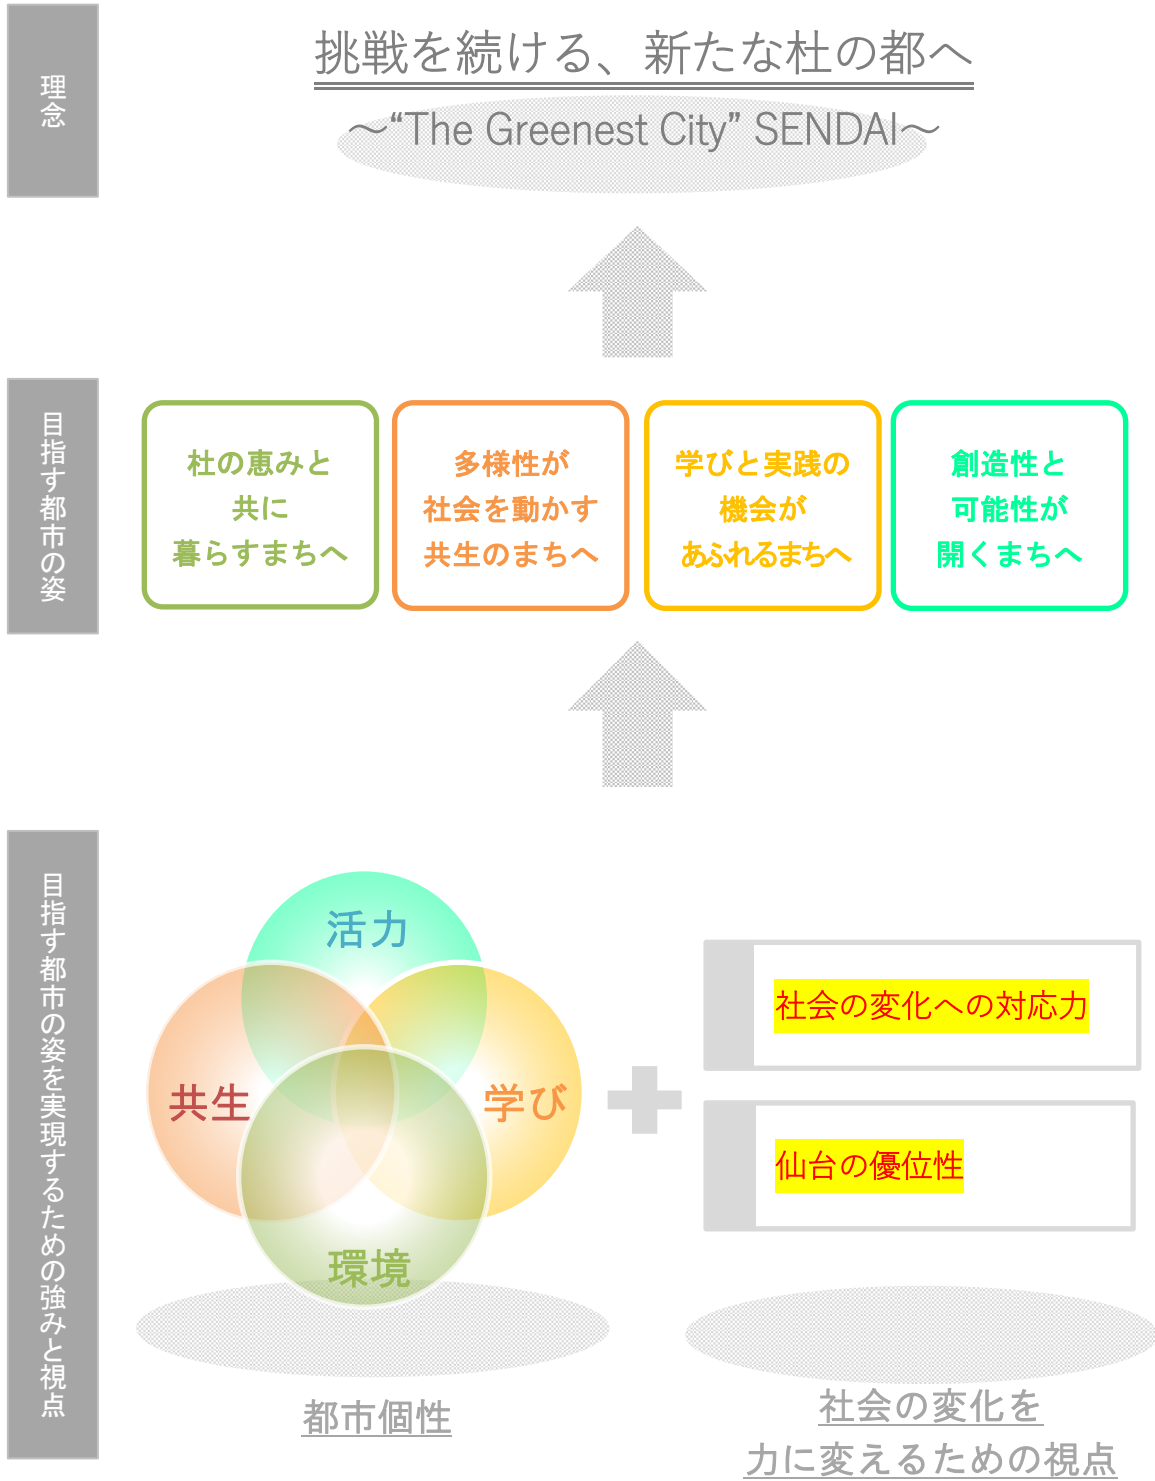 理念
挑戦を続ける、新たな杜の都へ
～“The Greenest City” SENDAI～
目指す都市の姿
杜の恵みと
共に
暮らすまちへ
多様性が
社会を動かす
共生のまちへ
学びと実践の
機会が
あふれるまちへ
創造性と
可能性が
開くまちへ
目指す都市の姿を実現するための強みと視点
活力
共生
学び
環境
都市個性
社会の変化への対応力
仙台の優位性
社会の変化を
力に変えるための視点